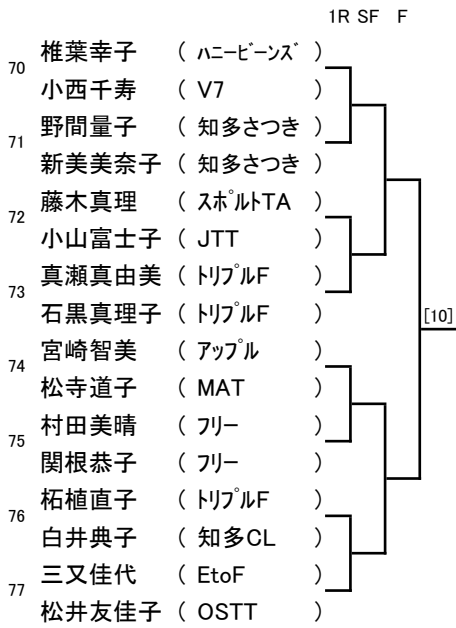 1R SF F
70 椎葉幸子 ( ﾊﾆｰﾋﾞｰﾝｽﾞ )
小西千寿 ( V7 )
71 野間量子 ( 知多さつき )
新美美奈子 ( 知多さつき )
72 藤木真理 ( ｽﾎﾟﾙﾄTA )
小山富士子 ( JTT )
73 真瀬真由美 ( ﾄﾘﾌﾟﾙF )
石黒真理子 ( ﾄﾘﾌﾟﾙF )
[10]
74 宮崎智美 ( ｱｯﾌﾟﾙ )
松寺道子 ( MAT )
75 村田美晴 ( ﾌﾘｰ )
関根恭子 ( ﾌﾘｰ )
76 柘植直子 ( ﾄﾘﾌﾟﾙF )
白井典子 ( 知多CL )
77 三又佳代 ( EtoF )
松井友佳子 ( OSTT )